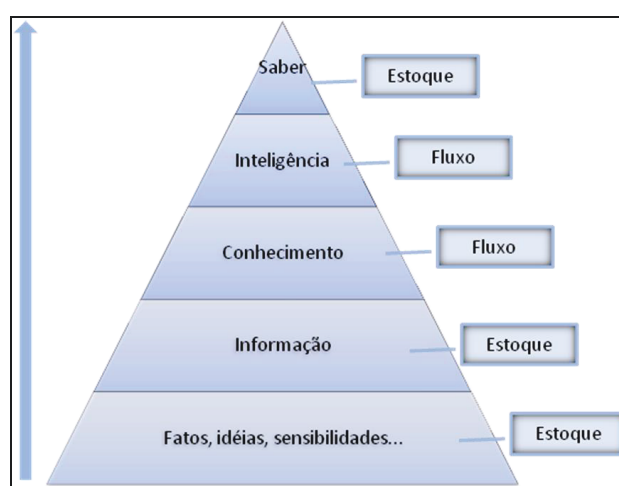 Saber
Estoque
Inteligência
Fluxo
Conhecimento
Fluxo
Informação
Estoque
Fatos, idéias, sensibilidades...
Estoque